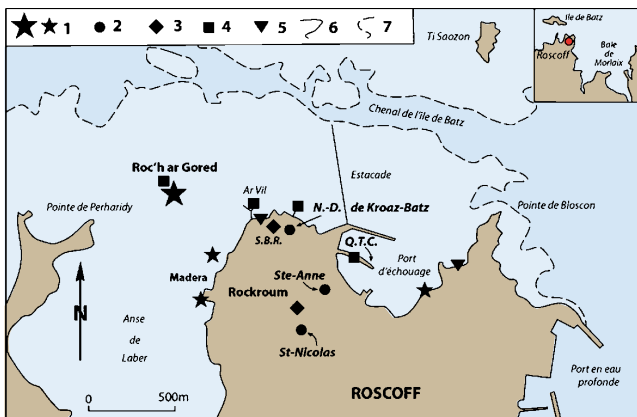 1 2 3 4 5 6 7
Ti Saozon
Ile de Batz
Roscoff
Baie
de
Morlaix
Chenal de l'île de Batz
Roc'h ar Gored
Estacade
Ar Vil
Pointe de Perharidy
N.-D. de Kroaz-Batz
Pointe de Bloscon
S.B.R.
Q.T.C.
Port
d'échouage
Madera
Ste-Anne
Rockroum
N
Anse
de
Laber
St-Nicolas
Port en eau
profonde
0 500m
ROSCOFF